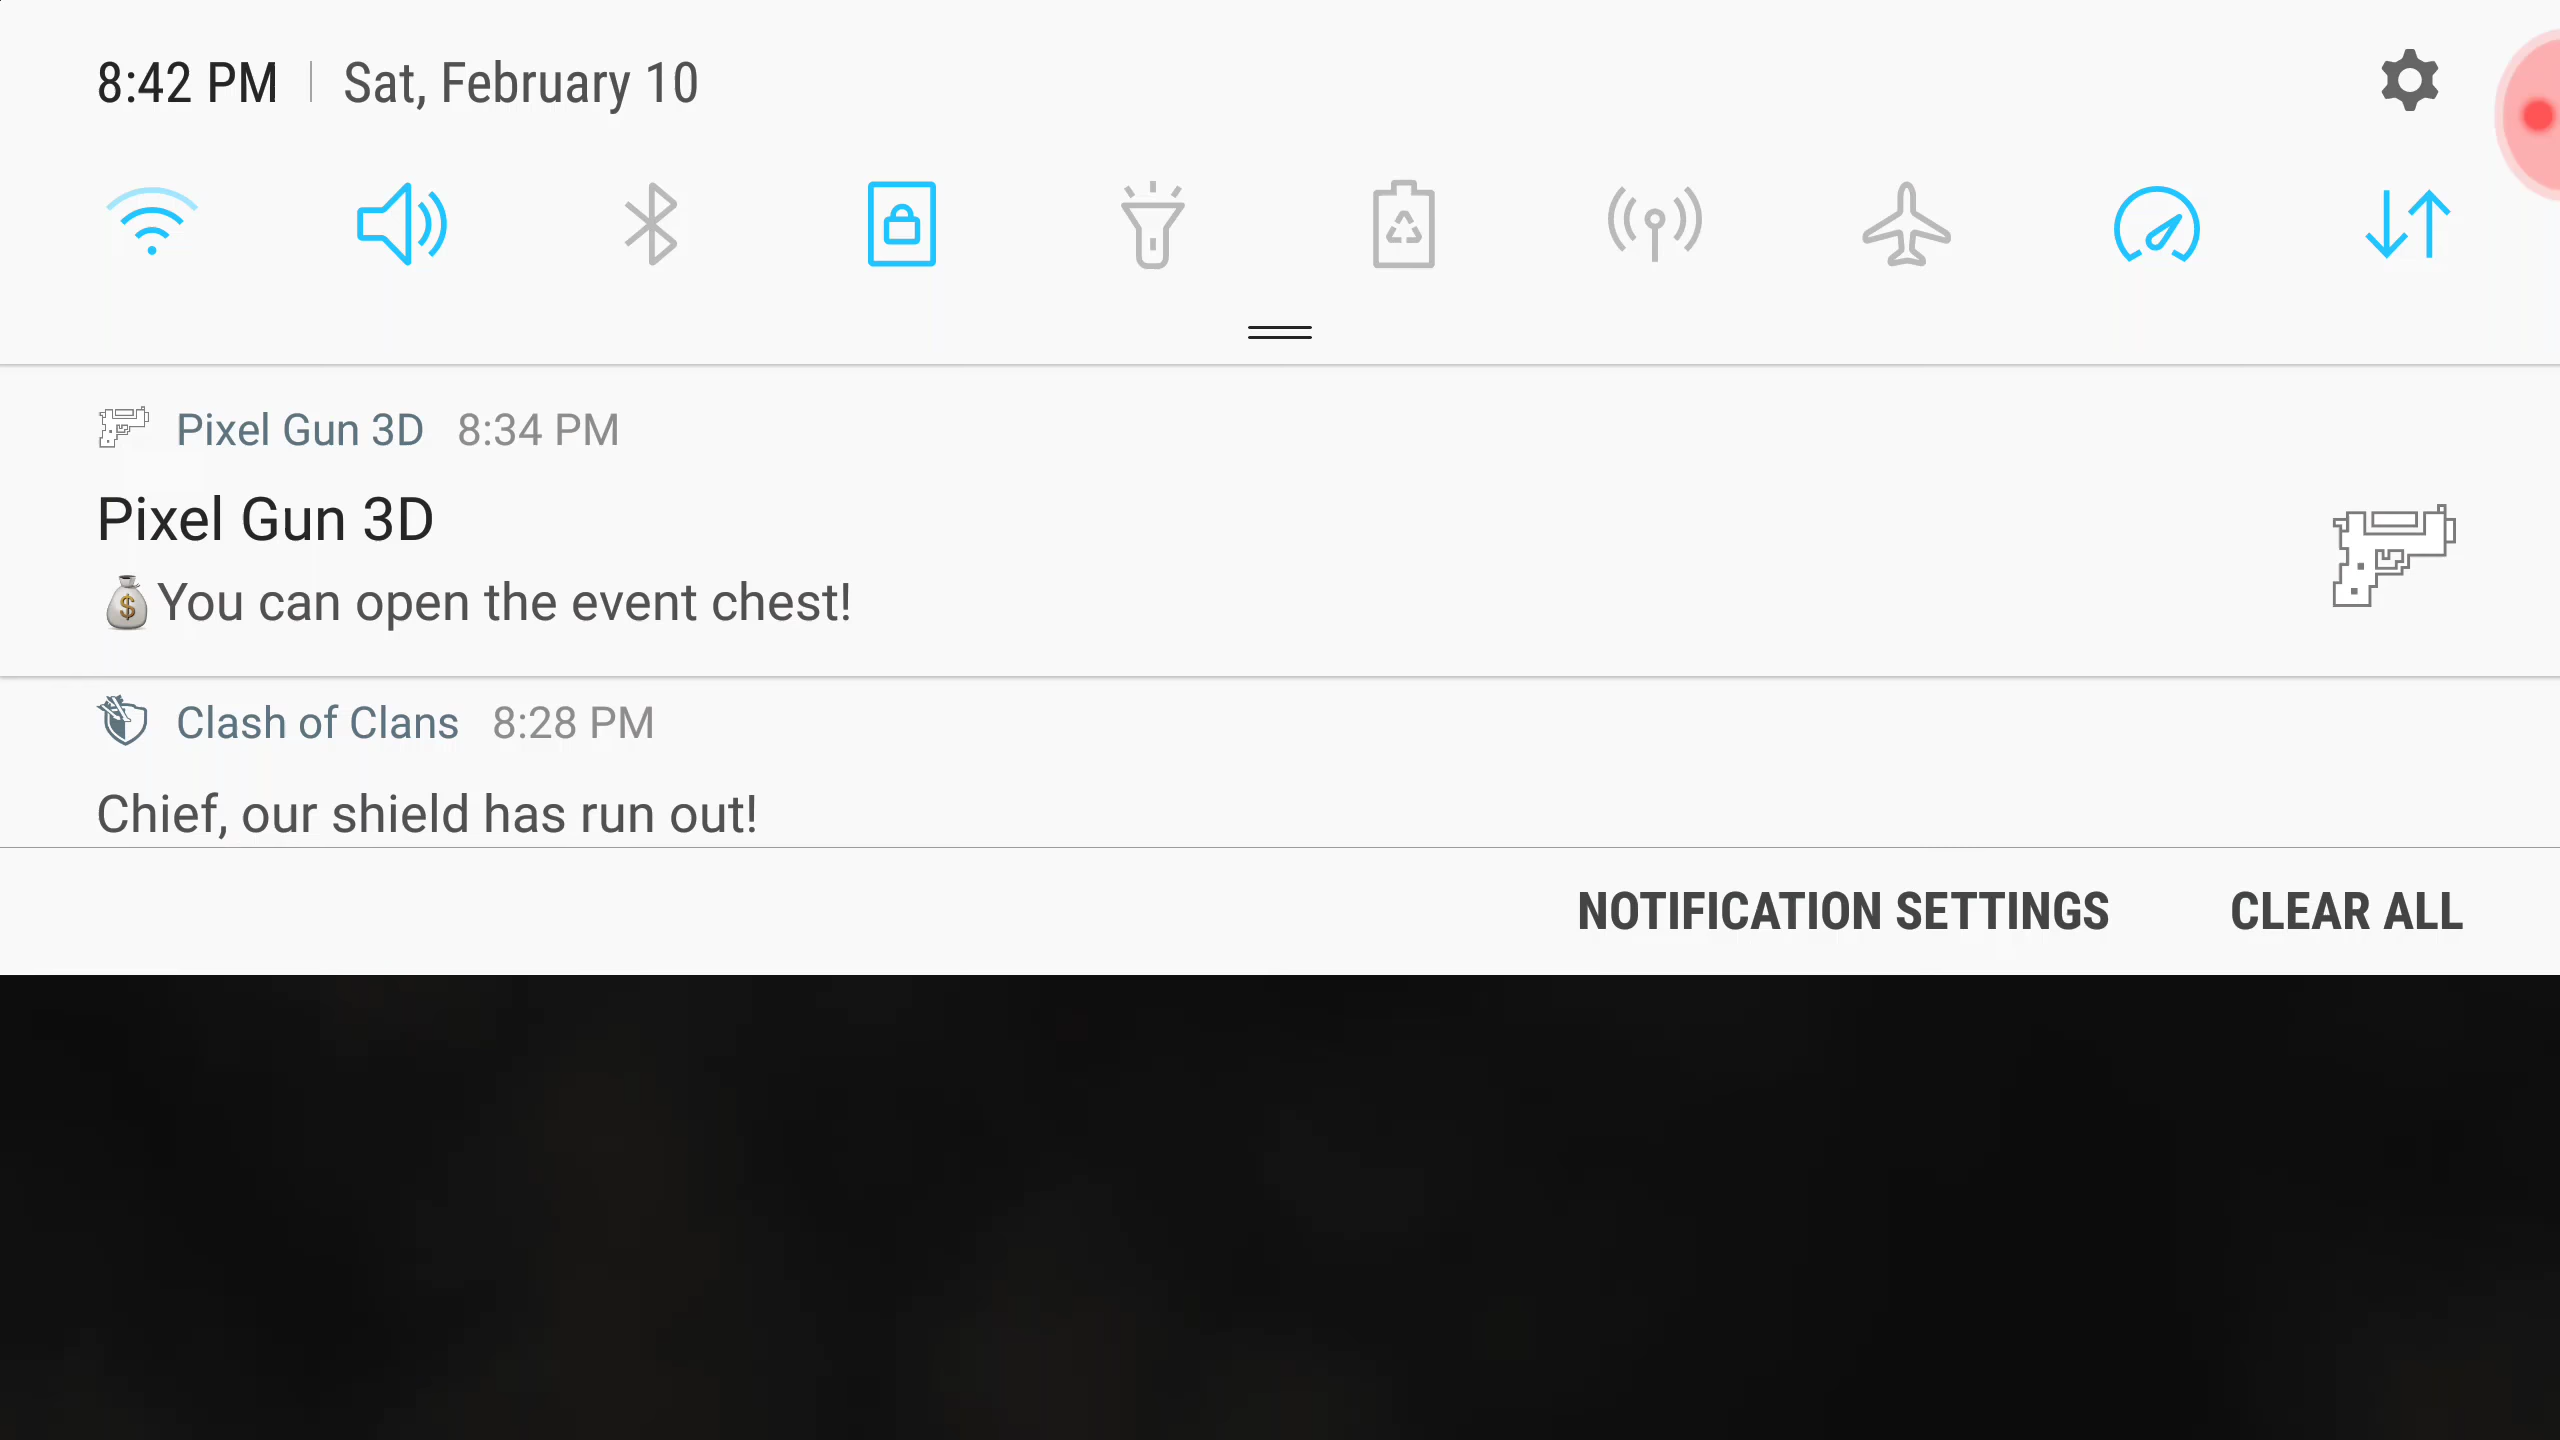 8:42 PM | Sat, February 10
Pixel Gun 3D 8:34 PM
Pixel Gun 3D
💰You can open the event chest!
Clash of Clans 8:28 PM
Chief, our shield has run out!
NOTIFICATION SETTINGS CLEAR ALL